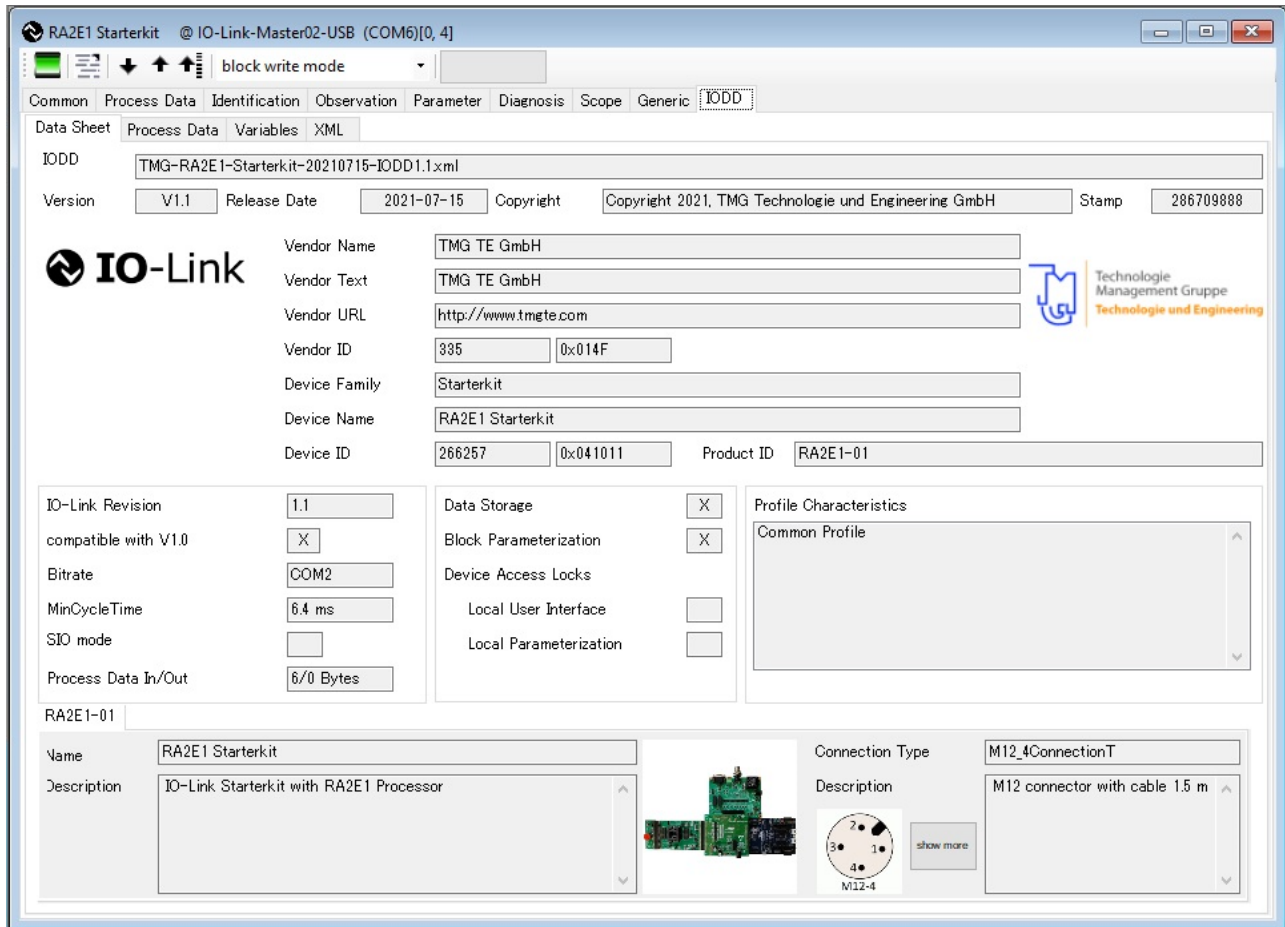 RA2E1 Starterkit @ IO-Link-Master02-USB (COM6)[0, 4]
block write mode
Common Process Data Identification Observation Parameter Diagnosis Scope Generic IODD
Data Sheet Process Data Variables XML
IODD TMG-RA2E1-Starterkit-20210715-IODD1.1.xml
Version V1.1 Release Date 2021-07-15 Copyright Copyright 2021, TMG Technologie und Engineering GmbH Stamp 286709888
IO-Link
Vendor Name TMG TE GmbH
Vendor Text TMG TE GmbH
Vendor URL http://www.tmgte.com
Vendor ID 335 0x014F
Device Family Starterkit
Device Name RA2E1 Starterkit
Device ID 266257 0x041011 Product ID RA2E1-01
Technologie
Management Gruppe
Technologie und Engineering
IO-Link Revision 1.1
compatible with V1.0 X
Bitrate COM2
MinCycleTime 6.4 ms
SIO mode
Process Data In/Out 6/0 Bytes
Data Storage X
Block Parameterization X
Device Access Locks
Local User Interface
Local Parameterization
Profile Characteristics
Common Profile
RA2E1-01
Name RA2E1 Starterkit
Description IO-Link Starterkit with RA2E1 Processor
Connection Type M12_4ConnectionT
Description M12 connector with cable 1.5 m
2
3 1
4
M12-4
show more